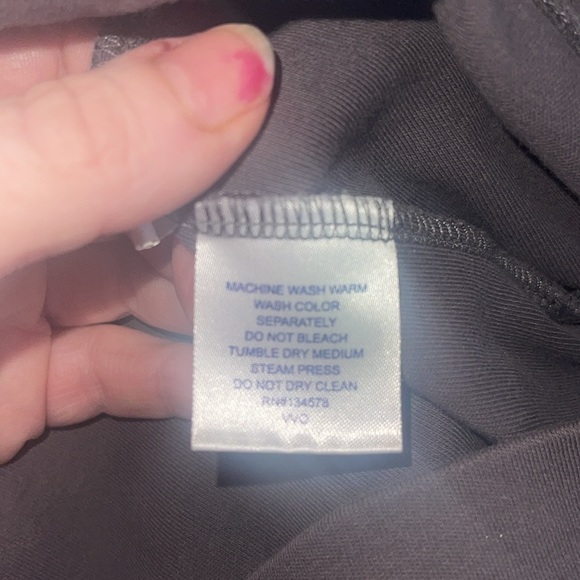 MACHINE WASH WARM
WASH COLOR
SEPARATELY
DO NOT BLEACH
TUMBLE DRY MEDIUM
STEAM PRESS
DO NOT DRY CLEAN
RN#134578